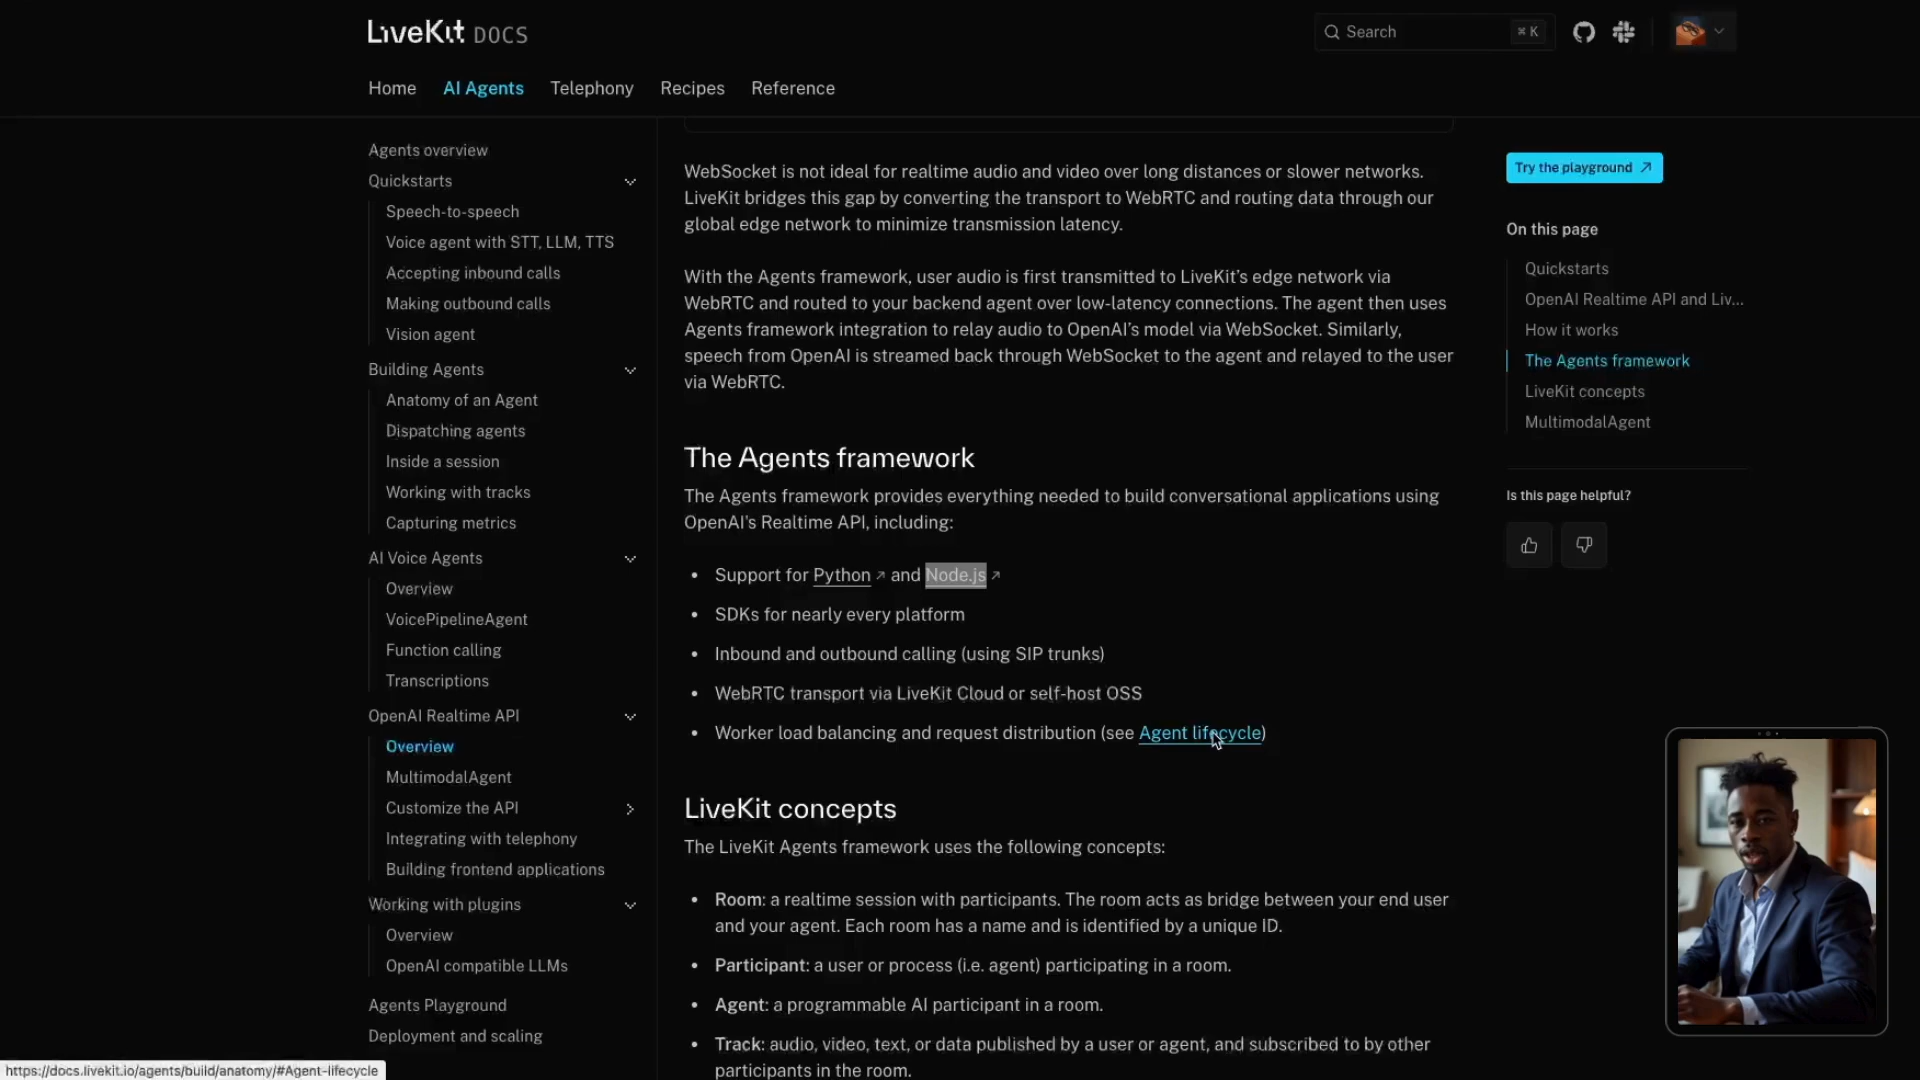 LiveKit DOCS
Search
⌘ K
Home
AI Agents
Telephony
Recipes
Reference
Agents overview
Quickstarts
Speech-to-speech
Voice agent with STT, LLM, TTS
Accepting inbound calls
Making outbound calls
Vision agent
Building Agents
Anatomy of an Agent
Dispatching agents
Inside a session
Working with tracks
Capturing metrics
AI Voice Agents
Overview
VoicePipelineAgent
Function calling
Transcriptions
OpenAI Realtime API
Overview
MultimodalAgent
Customize the API
Integrating with telephony
Building frontend applications
Working with plugins
Overview
OpenAI compatible LLMs
Agents Playground
Deployment and scaling
WebSocket is not ideal for realtime audio and video over long distances or slower networks.
LiveKit bridges this gap by converting the transport to WebRTC and routing data through our
global edge network to minimize transmission latency.
With the Agents framework, user audio is first transmitted to LiveKit's edge network via
WebRTC and routed to your backend agent over low-latency connections. The agent then uses
Agents framework integration to relay audio to OpenAI's model via WebSocket. Similarly,
speech from OpenAI is streamed back through WebSocket to the agent and relayed to the user
via WebRTC.
The Agents framework
The Agents framework provides everything needed to build conversational applications using
OpenAI's Realtime API, including:
• Support for Python ↗ and Node.js ↗
• SDKs for nearly every platform
• Inbound and outbound calling (using SIP trunks)
• WebRTC transport via LiveKit Cloud or self-host OSS
• Worker load balancing and request distribution (see Agent lifecycle)
LiveKit concepts
The LiveKit Agents framework uses the following concepts:
• Room: a realtime session with participants. The room acts as bridge between your end user
and your agent. Each room has a name and is identified by a unique ID.
• Participant: a user or process (i.e. agent) participating in a room.
• Agent: a programmable AI participant in a room.
• Track: audio, video, text, or data published by a user or agent, and subscribed to by other
participants in the room.
Try the playground ↗
On this page
Quickstarts
OpenAI Realtime API and Liv...
How it works
The Agents framework
LiveKit concepts
MultimodalAgent
Is this page helpful?
https://docs.livekit.io/agents/build/anatomy/#Agent-lifecycle